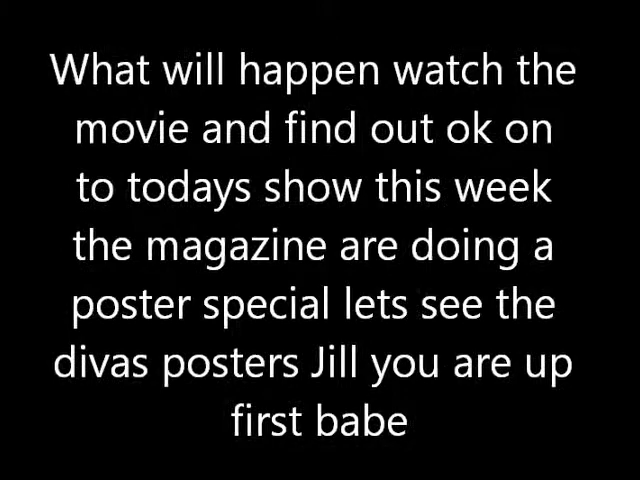 What will happen watch the
movie and find out ok on
to todays show this week
the magazine are doing a
poster special lets see the
divas posters Jill you are up
first babe